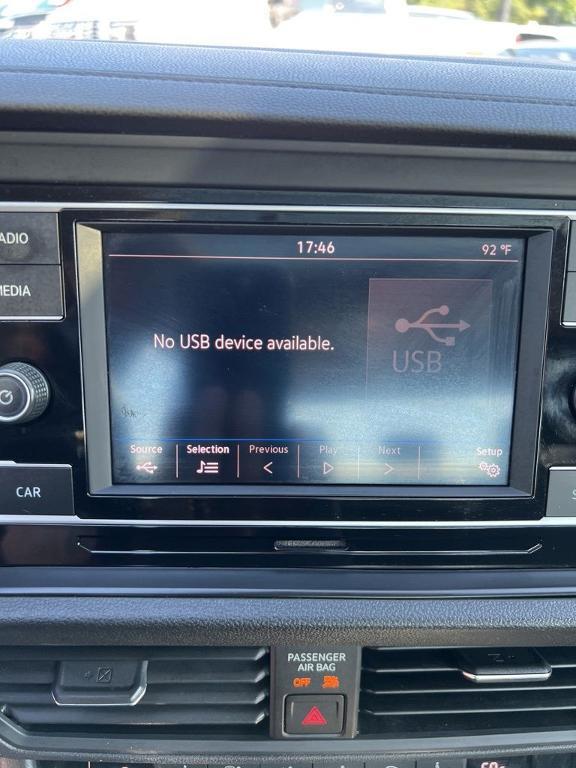 17:46 92 °F
RADIO
MEDIA
No USB device available.
USB
Source Selection Previous Play Next Setup
CAR
PASSENGER
AIR BAG
OFF